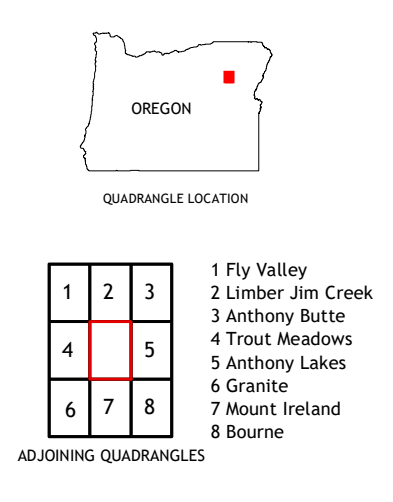 OREGON
QUADRANGLE LOCATION
1 2 3
4 5
6 7 8
1 Fly Valley
2 Limber Jim Creek
3 Anthony Butte
4 Trout Meadows
5 Anthony Lakes
6 Granite
7 Mount Ireland
8 Bourne
ADJOINING QUADRANGLES